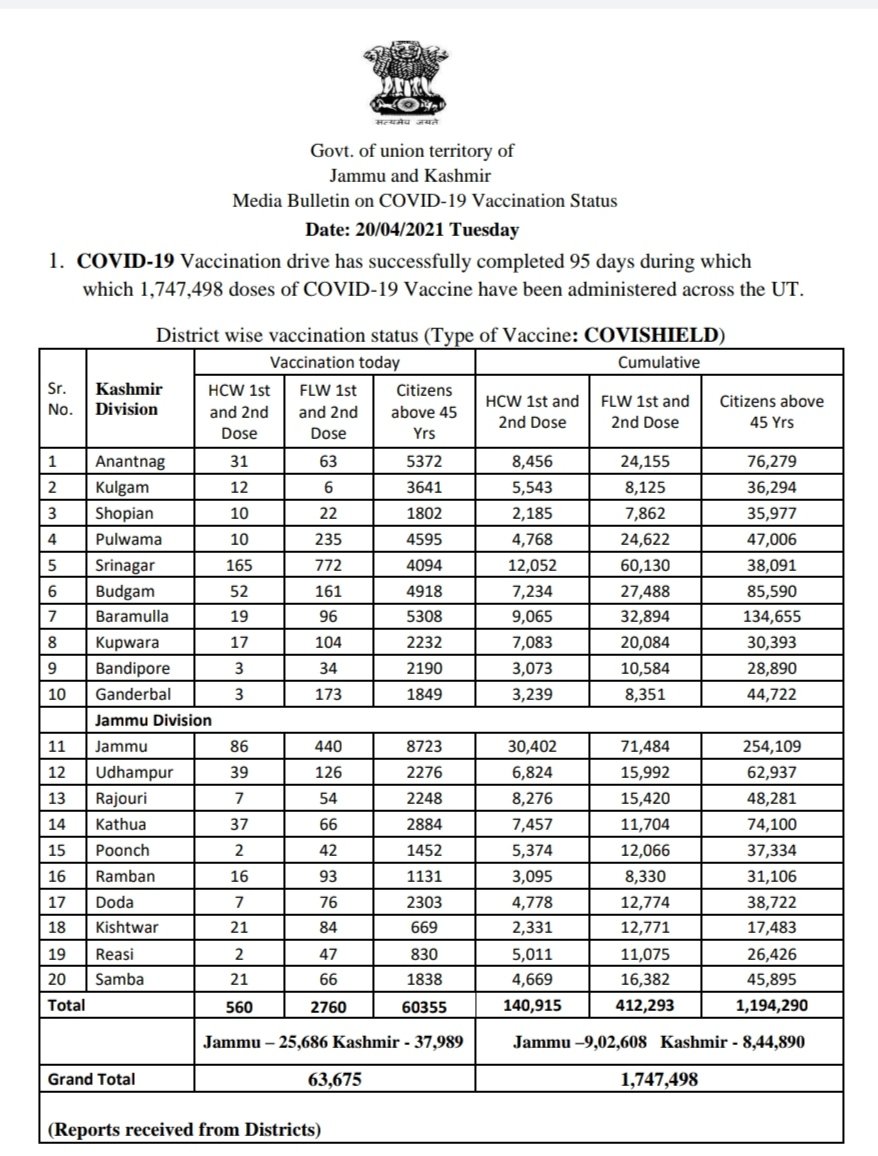 सत्यमेव जयते
Govt. of union territory of
Jammu and Kashmir
Media Bulletin on COVID-19 Vaccination Status
Date: 20/04/2021 Tuesday
1. COVID-19 Vaccination drive has successfully completed 95 days during which
which 1,747,498 doses of COVID-19 Vaccine have been administered across the UT.
District wise vaccination status (Type of Vaccine: COVISHIELD)
Sr. No. Kashmir Division Vaccination today Cumulative
HCW 1st and 2nd Dose FLW 1st and 2nd Dose Citizens above 45 Yrs HCW 1st and 2nd Dose FLW 1st and 2nd Dose Citizens above 45 Yrs
1 Anantnag 31 63 5372 8,456 24,155 76,279
2 Kulgam 12 6 3641 5,543 8,125 36,294
3 Shopian 10 22 1802 2,185 7,862 35,977
4 Pulwama 10 235 4595 4,768 24,622 47,006
5 Srinagar 165 772 4094 12,052 60,130 38,091
6 Budgam 52 161 4918 7,234 27,488 85,590
7 Baramulla 19 96 5308 9,065 32,894 134,655
8 Kupwara 17 104 2232 7,083 20,084 30,393
9 Bandipore 3 34 2190 3,073 10,584 28,890
10 Ganderbal 3 173 1849 3,239 8,351 44,722
Jammu Division
11 Jammu 86 440 8723 30,402 71,484 254,109
12 Udhampur 39 126 2276 6,824 15,992 62,937
13 Rajouri 7 54 2248 8,276 15,420 48,281
14 Kathua 37 66 2884 7,457 11,704 74,100
15 Poonch 2 42 1452 5,374 12,066 37,334
16 Ramban 16 93 1131 3,095 8,330 31,106
17 Doda 7 76 2303 4,778 12,774 38,722
18 Kishtwar 21 84 669 2,331 12,771 17,483
19 Reasi 2 47 830 5,011 11,075 26,426
20 Samba 21 66 1838 4,669 16,382 45,895
Total 560 2760 60355 140,915 412,293 1,194,290
Jammu – 25,686 Kashmir - 37,989 Jammu –9,02,608 Kashmir - 8,44,890
Grand Total 63,675 1,747,498
(Reports received from Districts)